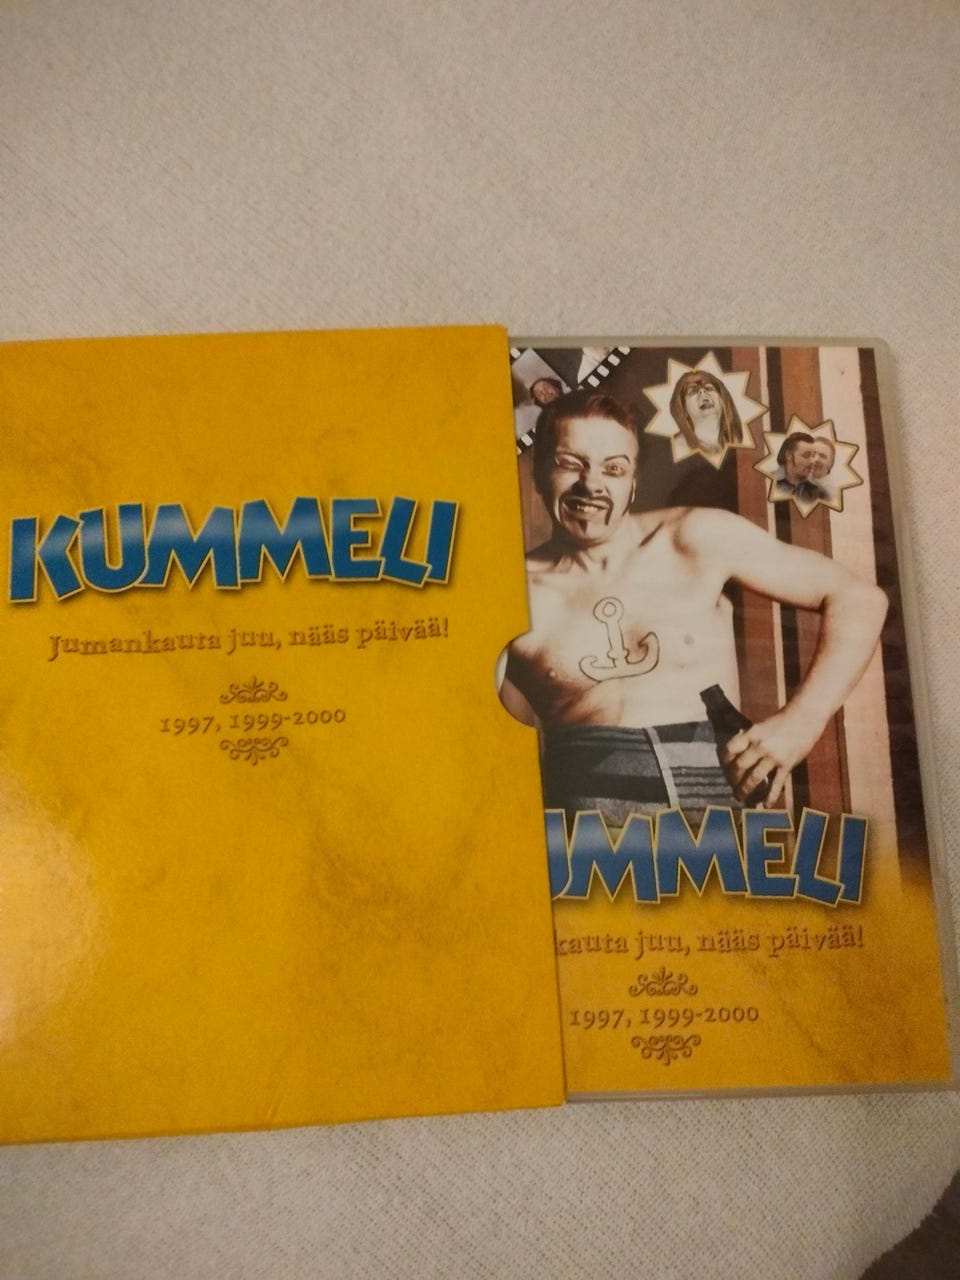 KUMMELI
Jumankauta juu, nääs päivää!
1997, 1999-2000
UMMELI
kauta juu, nääs päivää!
1997, 1999-2000